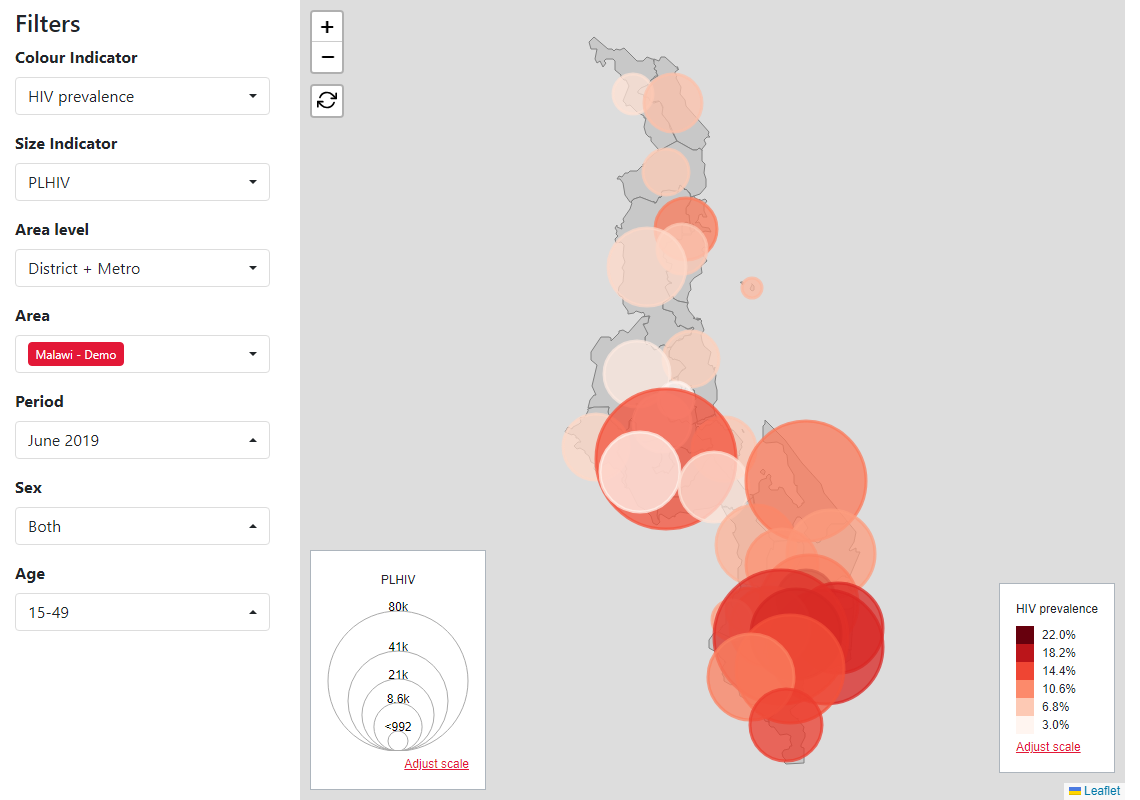 Filters
Colour Indicator
HIV prevalence
Size Indicator
PLHIV
Area level
District + Metro
Area
Malawi - Demo
Period
June 2019
Sex
Both
Age
15-49
+
−
PLHIV
80k
41k
21k
8.6k
<992
Adjust scale
HIV prevalence
22.0%
18.2%
14.4%
10.6%
6.8%
3.0%
Adjust scale
Leaflet